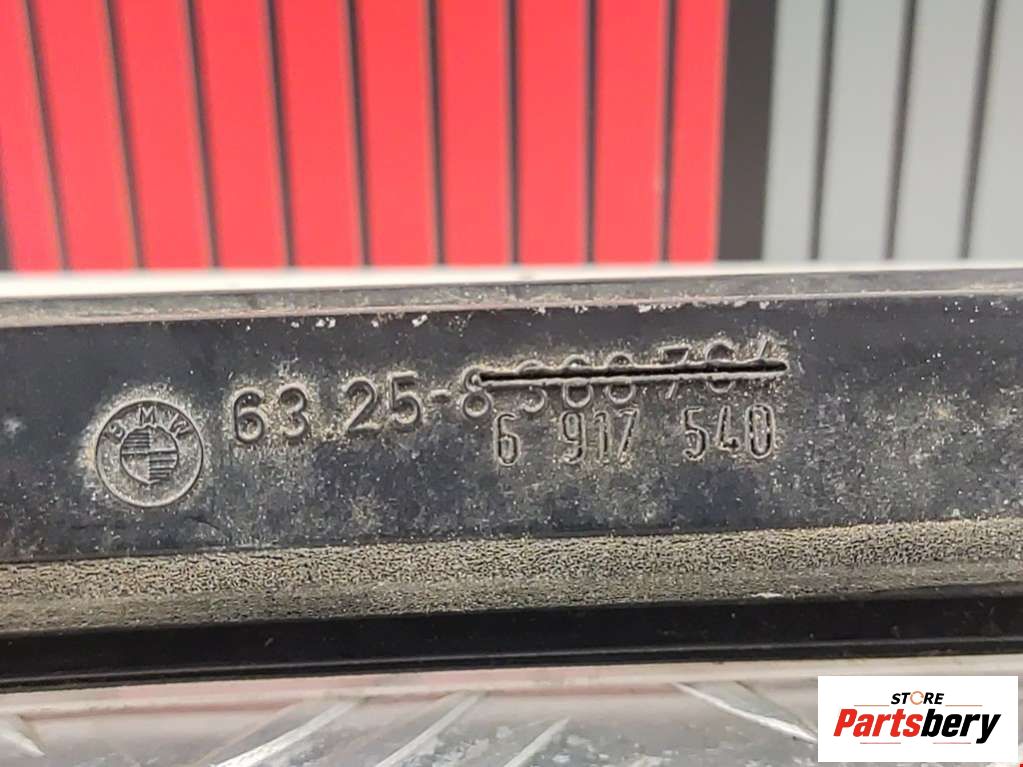 BMW
63 25-8
6 917 540
STORE
Partsbery